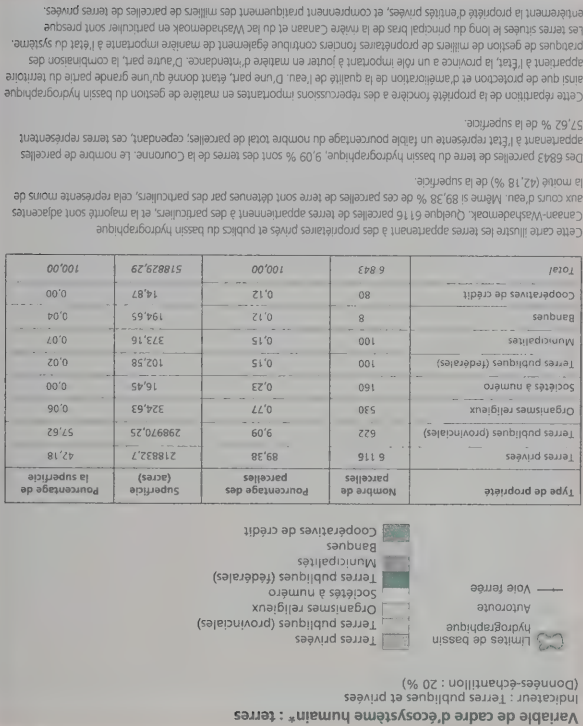 Variable de cadre d'écosystème humain* : terres
Indicateur : Terres publiques et privées
(Données-échantillon : 20 %)
Limites de bassin
hydrographique
Autoroute
Voie ferrée
Terres privées
Terres publiques (provinciales)
Organismes religieux
Sociétés à numéro
Terres publiques (fédérales)
Municipalités
Banques
Coopératives de crédit
Type de propriété | Nombre de parcelles | Pourcentage des parcelles | Superficie (acres) | Pourcentage de la superficie
Terres privées | 6 116 | 89,38 | 218832,7 | 42,18
Terres publiques (provinciales) | 622 | 9,09 | 298970,25 | 57,62
Organismes religieux | 530 | 0,77 | 324,63 | 0,06
Sociétés à numéro | 160 | 0,23 | 16,45 | 0,00
Terres publiques (fédérales) | 100 | 0,15 | 102,58 | 0,02
Municipalités | 100 | 0,15 | 373,16 | 0,07
Banques | 8 | 0,12 | 194,65 | 0,04
Coopératives de crédit | 80 | 0,12 | 14,87 | 0,00
Total | 6 843 | 100,00 | 518829,29 | 100,00
Cette carte illustre les terres appartenant à des propriétaires privés et publics du bassin hydrographique
Canaan-Washademoak. Quelque 6116 parcelles de terres appartiennent à des particuliers, et la majorité sont adjacentes
aux cours d'eau. Même si 89,38 % de ces parcelles de terre sont détenues par des particuliers, cela représente moins de
la moitié (42,18 %) de la superficie.
Des 6843 parcelles de terre du bassin hydrographique, 9,09 % sont des terres de la Couronne. Le nombre de parcelles
appartenant à l'État représente un faible pourcentage du nombre total de parcelles; cependant, ces terres représentent
57,62 % de la superficie.
Cette répartition de la propriété foncière a des répercussions importantes en matière de gestion du bassin hydrographique
ainsi que de protection et d'amélioration de la qualité de l'eau. D'une part, étant donné qu'une grande partie du territoire
appartient à l'État, la province a un rôle important à jouer en matière d'intendance. D'autre part, la combinaison des
pratiques de gestion de milliers de propriétaires fonciers contribue également de manière importante à l'état du système.
Les terres situées le long du principal bras de la rivière Canaan et du lac Washademoak en particulier sont presque
entièrement la propriété d'entités privées, et comprennent pratiquement des milliers de parcelles de terres privées.